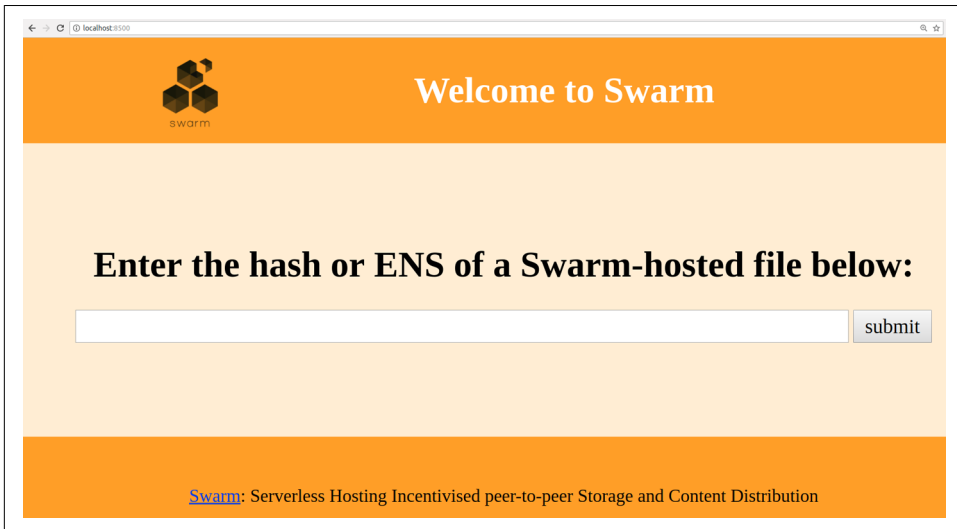 localhost:8500
swarm
Welcome to Swarm
Enter the hash or ENS of a Swarm-hosted file below:
submit
Swarm: Serverless Hosting Incentivised peer-to-peer Storage and Content Distribution